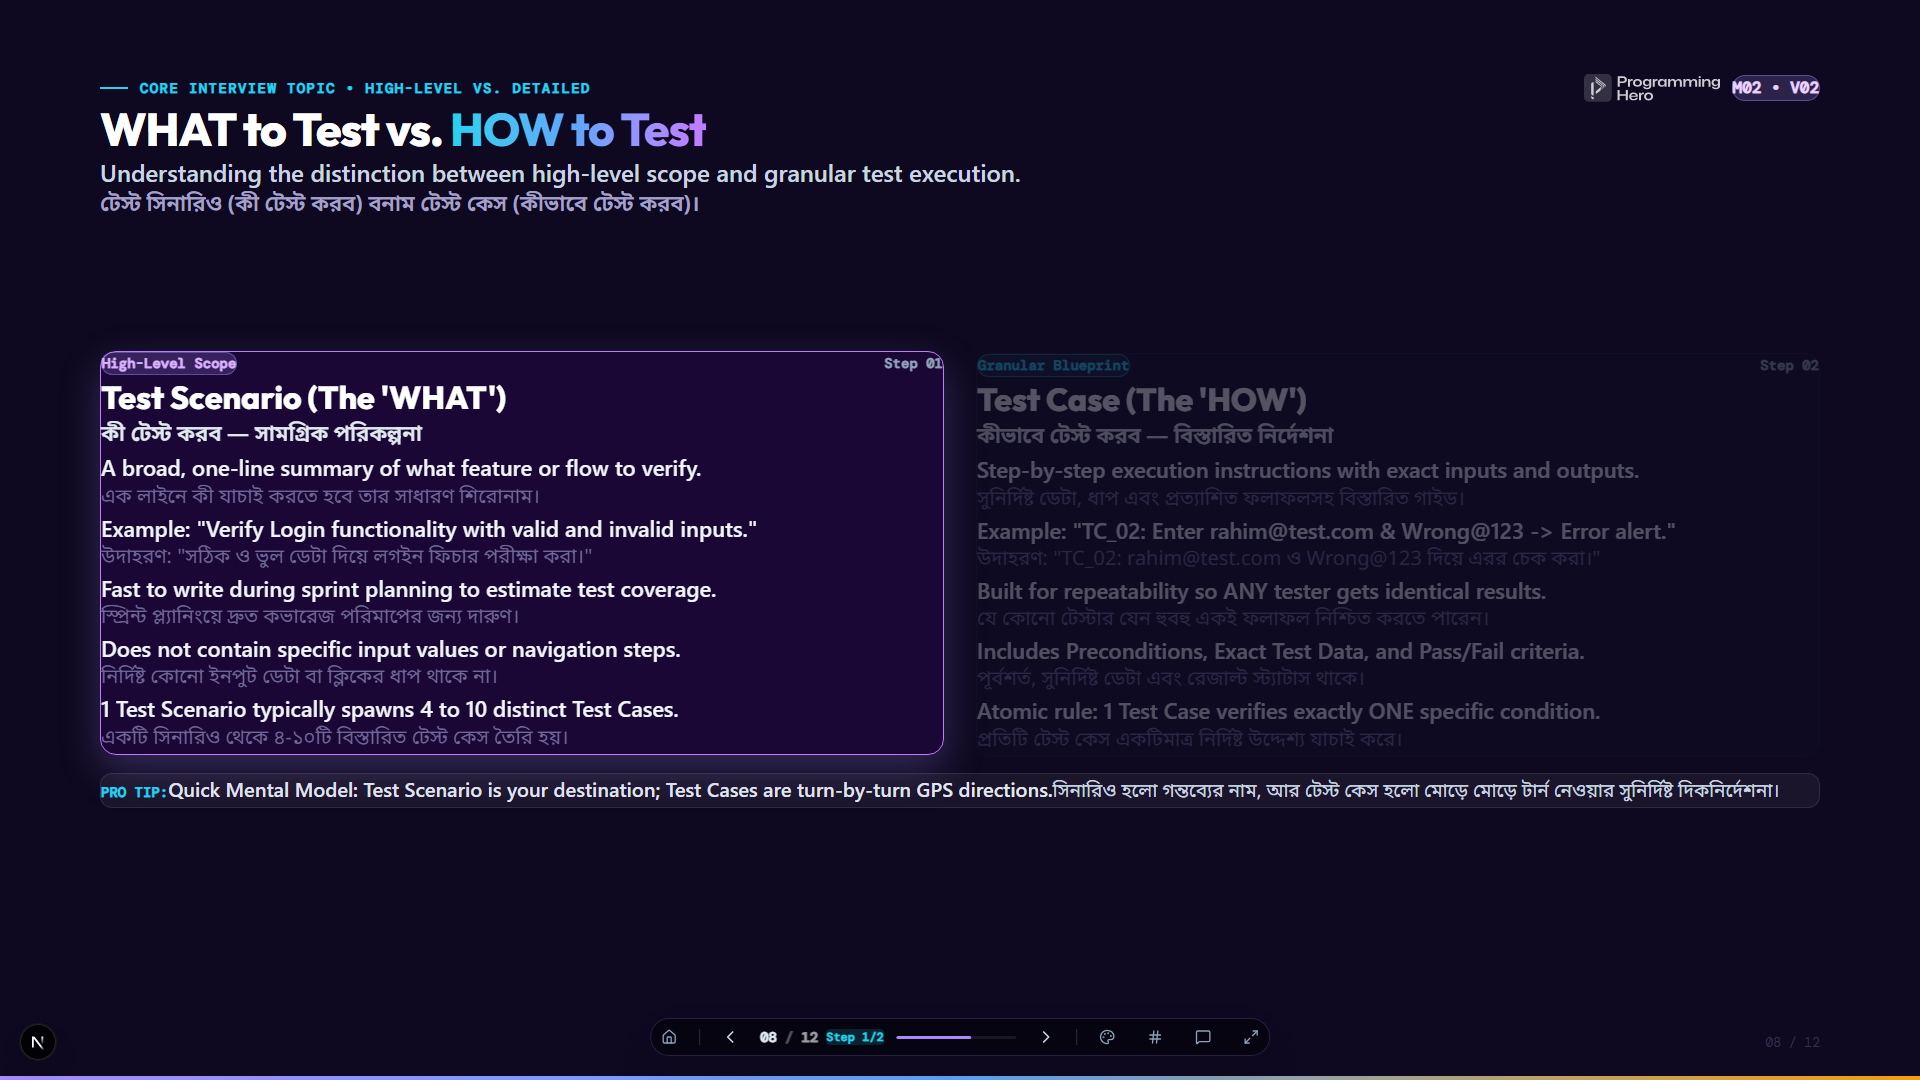 CORE INTERVIEW TOPIC • HIGH-LEVEL VS. DETAILED
Programming Hero
M02 • V02
WHAT to Test vs. HOW to Test
Understanding the distinction between high-level scope and granular test execution.
টেস্ট সিনারিও (কী টেস্ট করব) বনাম টেস্ট কেস (কীভাবে টেস্ট করব)।
High-Level Scope
Step 01
Test Scenario (The 'WHAT')
কী টেস্ট করব — সামগ্রিক পরিকল্পনা
A broad, one-line summary of what feature or flow to verify.
এক লাইনে কী যাচাই করতে হবে তার সাধারণ শিরোনাম।
Example: "Verify Login functionality with valid and invalid inputs."
উদাহরণ: "সঠিক ও ভুল ডেটা দিয়ে লগইন ফিচার পরীক্ষা করা।"
Fast to write during sprint planning to estimate test coverage.
স্প্রিন্ট প্ল্যানিংয়ে দ্রুত কভারেজ পরিমাপের জন্য দারুণ।
Does not contain specific input values or navigation steps.
নির্দিষ্ট কোনো ইনপুট ডেটা বা ক্লিকের ধাপ থাকে না।
1 Test Scenario typically spawns 4 to 10 distinct Test Cases.
একটি সিনারিও থেকে ৪-১০টি বিস্তারিত টেস্ট কেস তৈরি হয়।
Granular Blueprint
Step 02
Test Case (The 'HOW')
কীভাবে টেস্ট করব — বিস্তারিত নির্দেশনা
Step-by-step execution instructions with exact inputs and outputs.
সুনির্দিষ্ট ডেটা, ধাপ এবং প্রত্যাশিত ফলাফলসহ বিস্তারিত গাইড।
Example: "TC_02: Enter rahim@test.com & Wrong@123 -> Error alert."
উদাহরণ: "TC_02: rahim@test.com ও Wrong@123 দিয়ে এরর চেক করা।"
Built for repeatability so ANY tester gets identical results.
যে কোনো টেস্টার যেন হুবহু একই ফলাফল নিশ্চিত করতে পারেন।
Includes Preconditions, Exact Test Data, and Pass/Fail criteria.
পূর্বশর্ত, সুনির্দিষ্ট ডেটা এবং রেজাল্ট স্ট্যাটাস থাকে।
Atomic rule: 1 Test Case verifies exactly ONE specific condition.
প্রতিটি টেস্ট কেস একটিমাত্র নির্দিষ্ট উদ্দেশ্য যাচাই করে।
PRO TIP:Quick Mental Model: Test Scenario is your destination; Test Cases are turn-by-turn GPS directions.সিনারিও হলো গন্তব্যের নাম, আর টেস্ট কেস হলো মোড়ে মোড়ে টার্ন নেওয়ার সুনির্দিষ্ট দিকনির্দেশনা।
N
08 / 12 Step 1/2
08 / 12